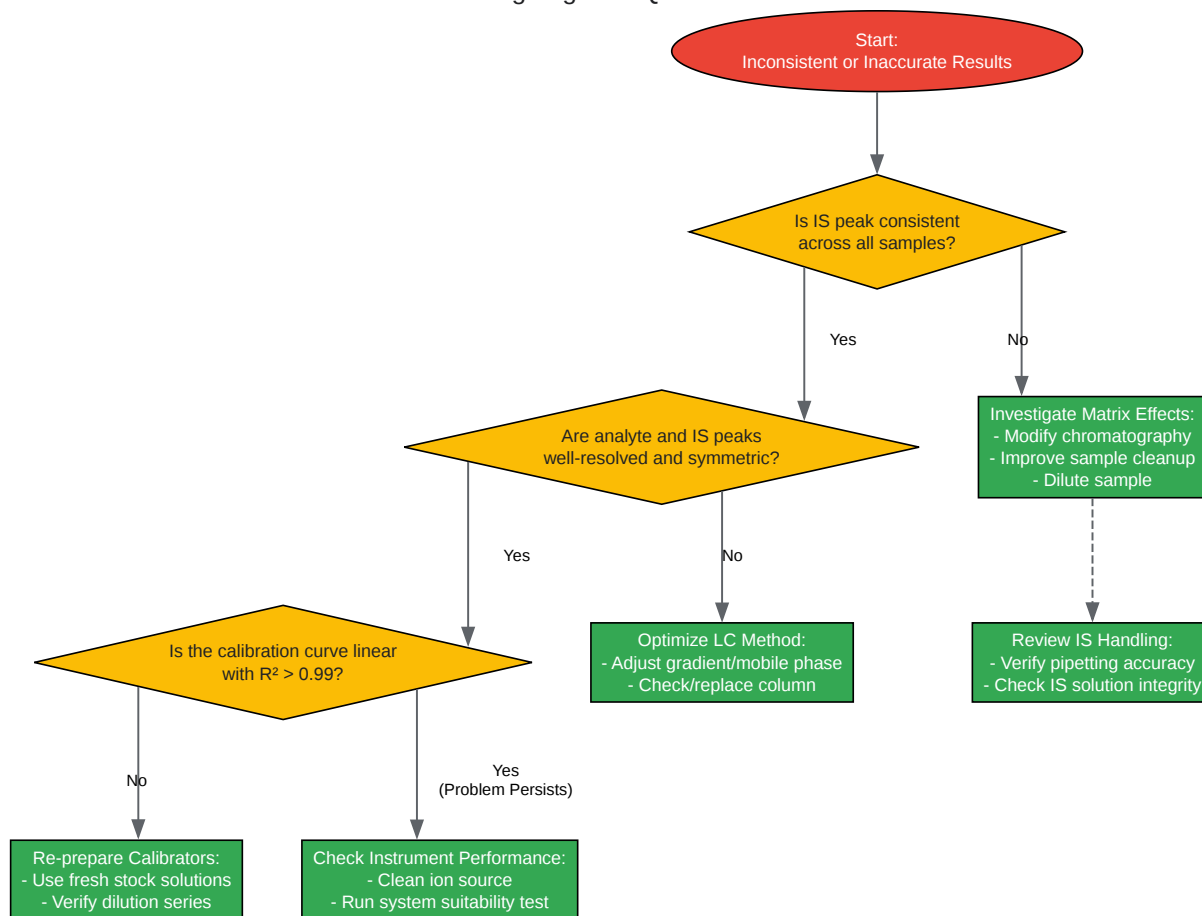 Start:
Inconsistent or Inaccurate Results
Is IS peak consistent
across all samples?
Yes
No
Are analyte and IS peaks
well-resolved and symmetric?
Investigate Matrix Effects:
- Modify chromatography
- Improve sample cleanup
- Dilute sample
Yes
No
Is the calibration curve linear
with R² > 0.99?
Optimize LC Method:
- Adjust gradient/mobile phase
- Check/replace column
Review IS Handling:
- Verify pipetting accuracy
- Check IS solution integrity
No
Yes
(Problem Persists)
Re-prepare Calibrators:
- Use fresh stock solutions
- Verify dilution series
Check Instrument Performance:
- Clean ion source
- Run system suitability test